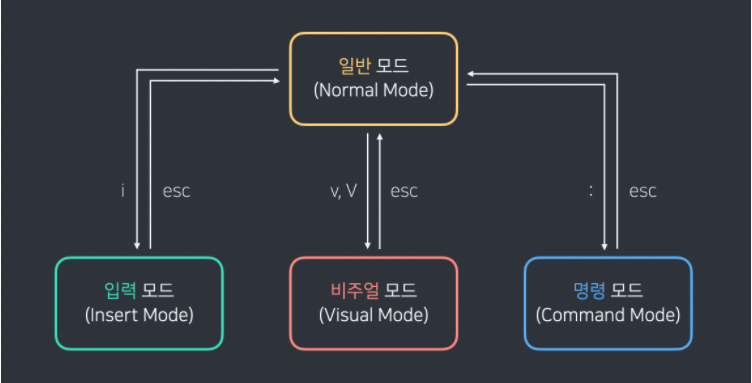 일반 모드
(Normal Mode)
i
esc
v, V
esc
:
esc
입력 모드
(Insert Mode)
비주얼 모드
(Visual Mode)
명령 모드
(Command Mode)